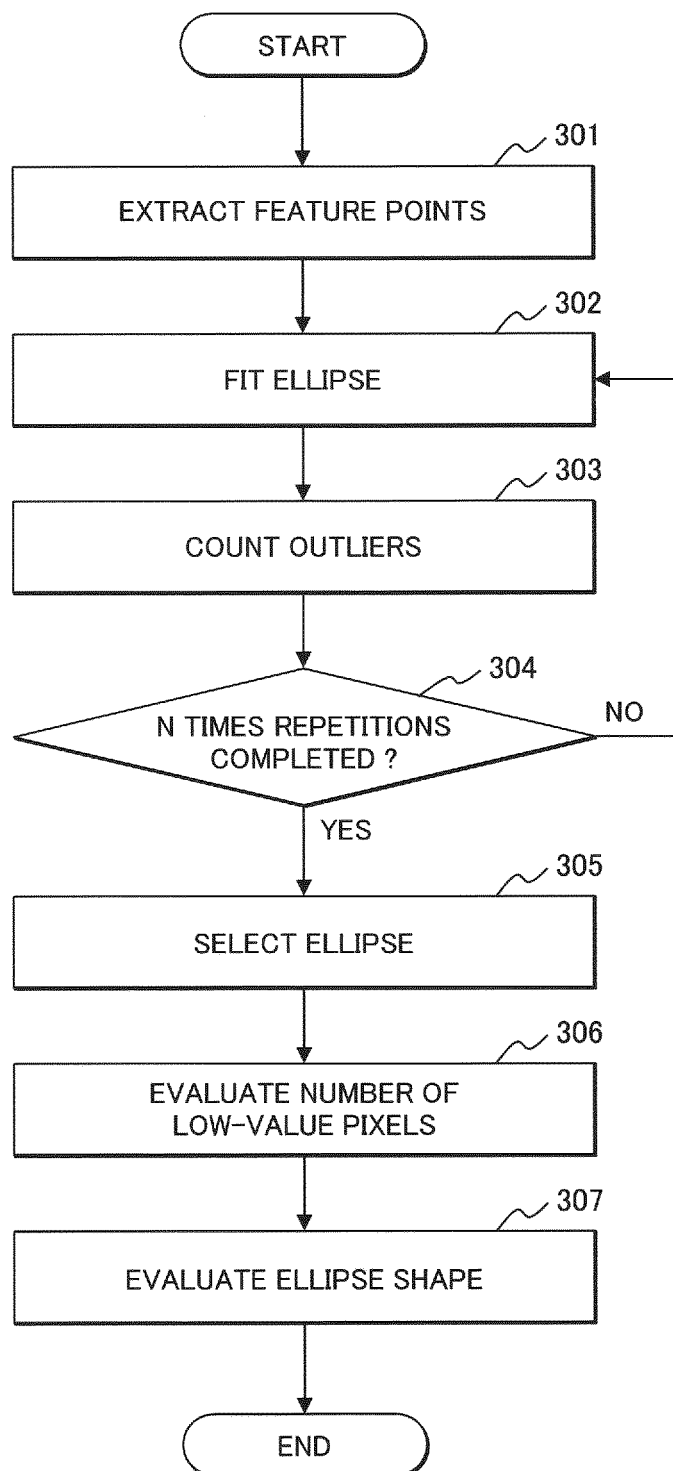 START
301
EXTRACT FEATURE POINTS
302
FIT ELLIPSE
303
COUNT OUTLIERS
304
N TIMES REPETITIONS
COMPLETED ?
NO
YES
305
SELECT ELLIPSE
306
EVALUATE NUMBER OF
LOW-VALUE PIXELS
307
EVALUATE ELLIPSE SHAPE
END